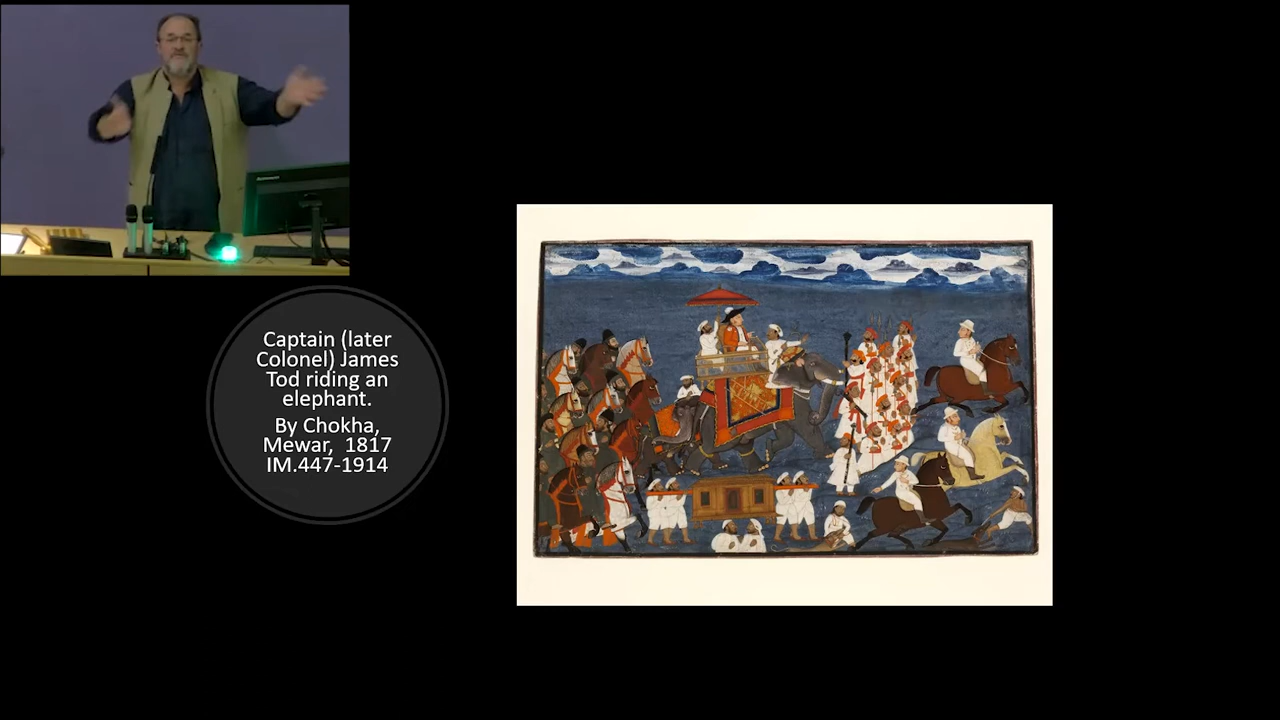 Captain (later
Colonel) James
Tod riding an
elephant.
By Chokha,
Mewar, 1817
IM.447-1914